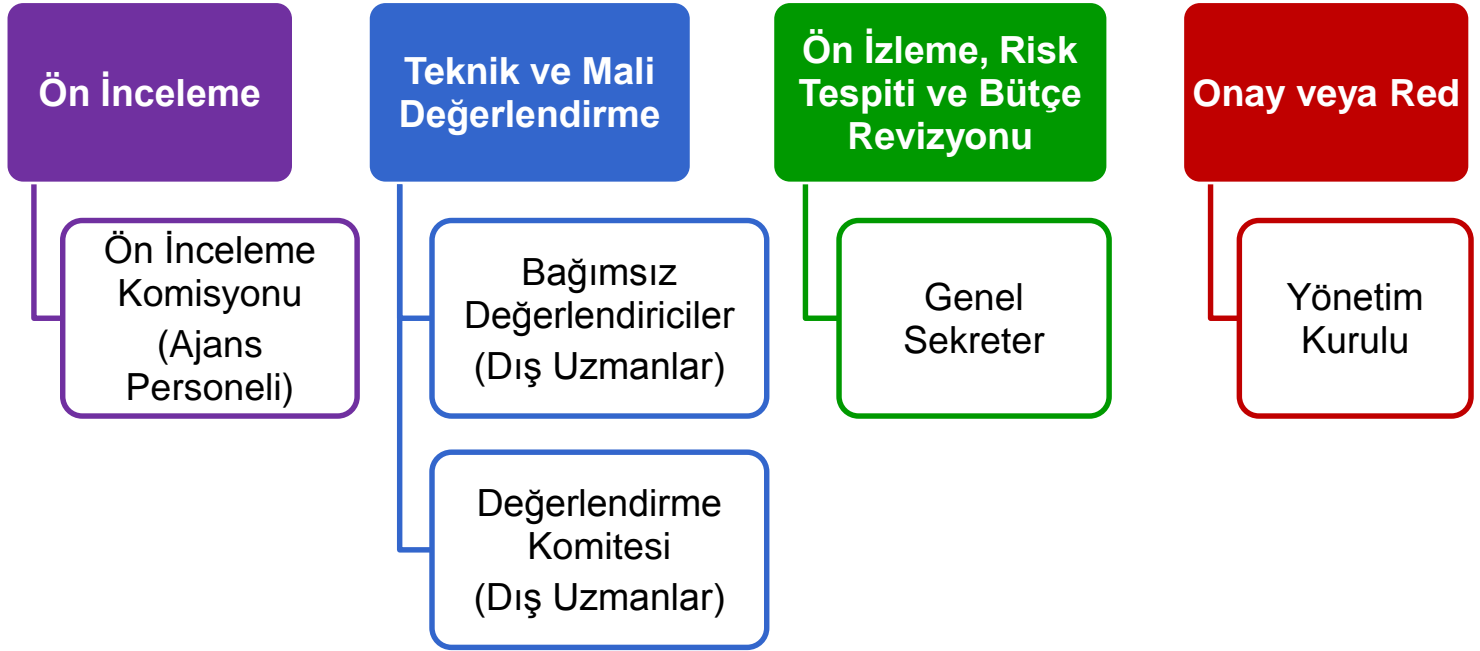 Ön İnceleme
Ön İnceleme
Komisyonu
(Ajans
Personeli)
Teknik ve Mali
Değerlendirme
Bağımsız
Değerlendiriciler
(Dış Uzmanlar)
Değerlendirme
Komitesi
(Dış Uzmanlar)
Ön İzleme, Risk
Tespiti ve Bütçe
Revizyonu
Genel
Sekreter
Onay veya Red
Yönetim
Kurulu